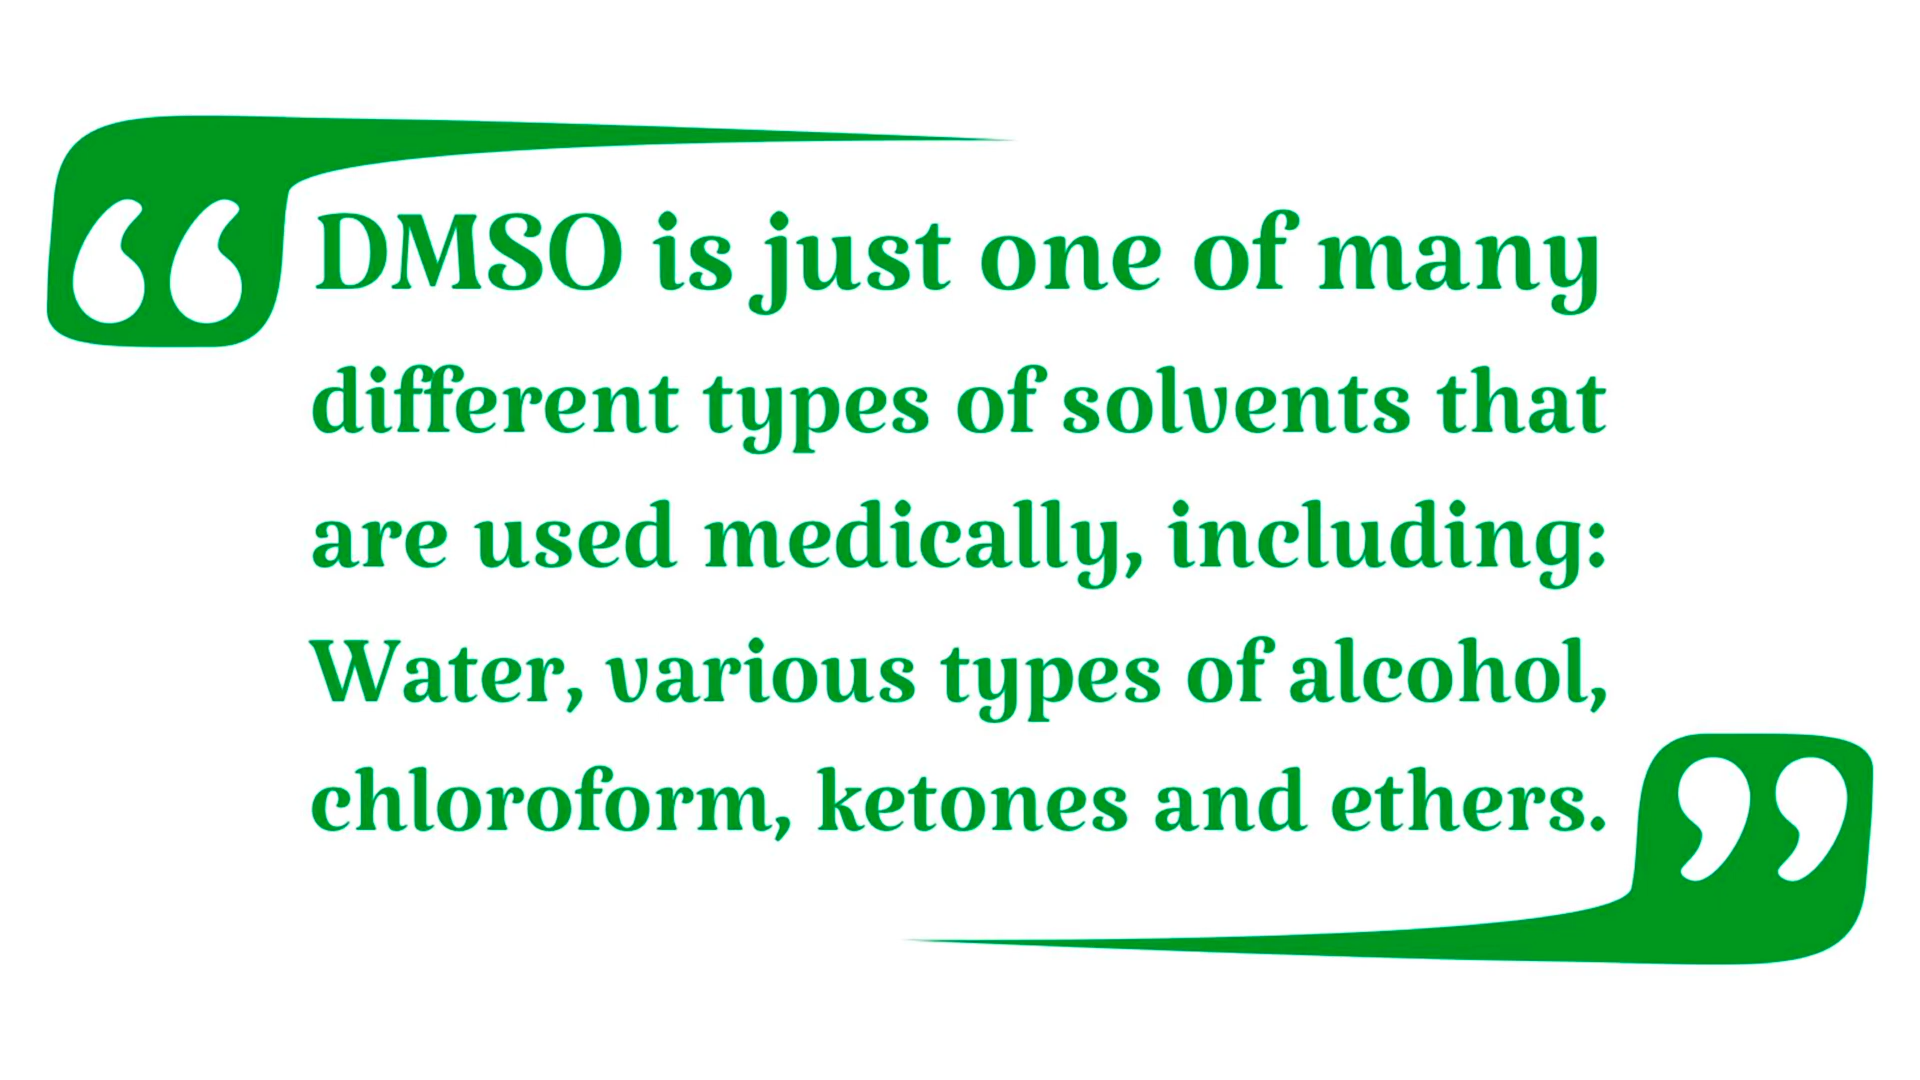 “DMSO is just one of many
different types of solvents that
are used medically, including:
Water, various types of alcohol,
chloroform, ketones and ethers.”